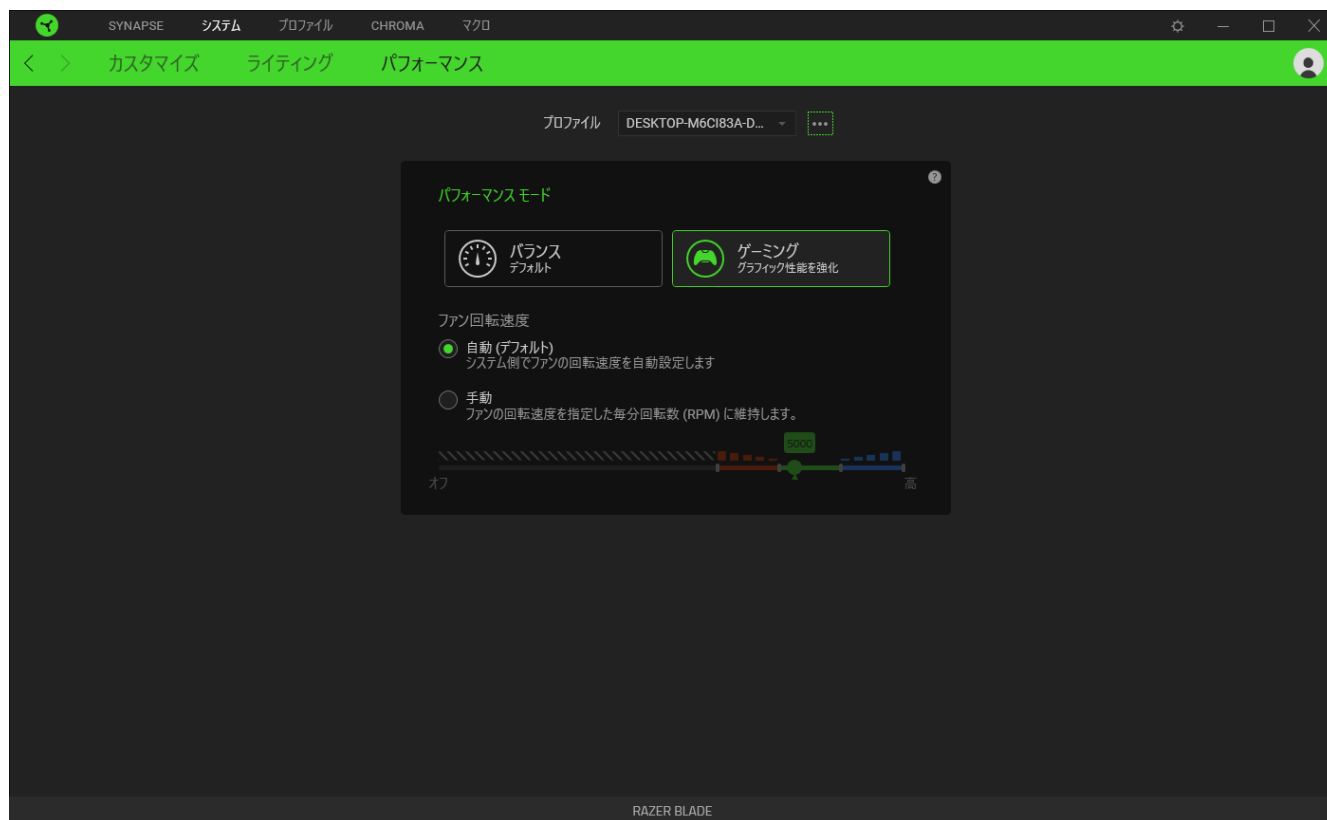 SYNAPSE システム プロファイル CHROMA マクロ
カスタマイズ ライティング パフォーマンス
プロファイル DESKTOP-M6CI83A-D...
パフォーマンス モード
バランス
デフォルト
ゲーミング
グラフィック性能を強化
ファン回転速度
自動 (デフォルト)
システム側でファンの回転速度を自動設定します
手動
ファンの回転速度を指定した毎分回転数 (RPM) に維持します。
5000
オフ 高
RAZER BLADE